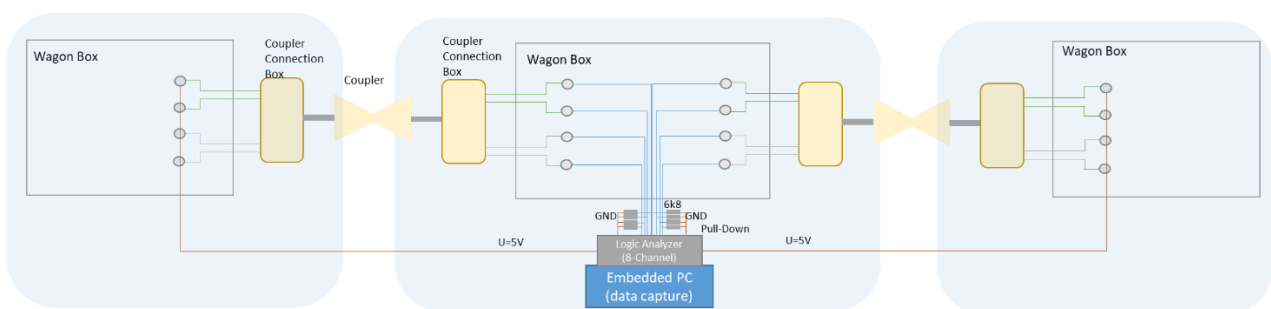 Wagon Box
Coupler
Connection
Box
Coupler
Coupler
Connection
Box
Wagon Box
Wagon Box
6k8
GND
GND
Pull-Down
U=5V
Logic Analyzer
(8-Channel)
U=5V
Embedded PC
(data capture)